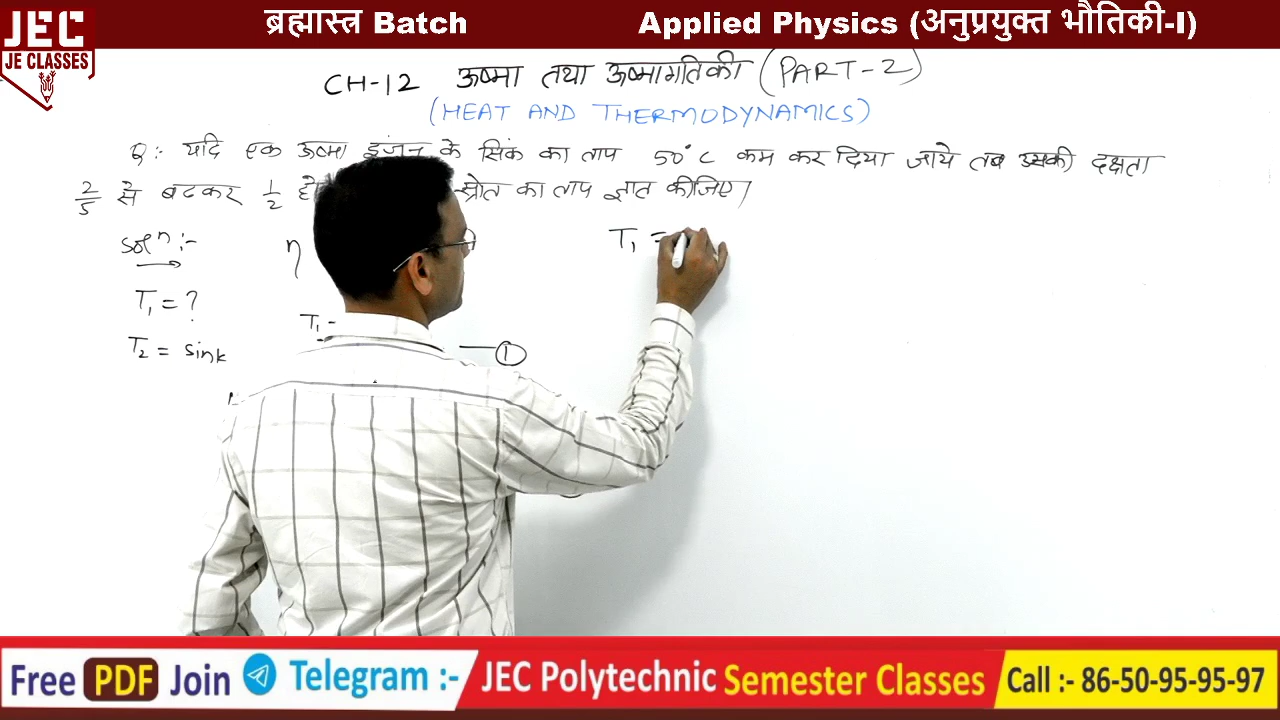 JEC
JE CLASSES
ब्रह्मास्त्र Batch
Applied Physics (अनुप्रयुक्त भौतिकी-I)
CH-12 ऊष्मा तथा ऊष्मागतिकी (PART-2)
(HEAT AND THERMODYNAMICS)
Q:- यदि एक ऊष्मा इंजन के सिंक का ताप 50°C कम कर दिया जाये तब उसकी दक्षता
2/5 से बढकर 1/2 हो स्रोत का ताप ज्ञात कीजिए।
Solⁿ:-
η
T₁ =
T₁ = ?
T₁ -
T₂ = sink
①
Free PDF Join Telegram :- JEC Polytechnic Semester Classes Call :- 86-50-95-95-97